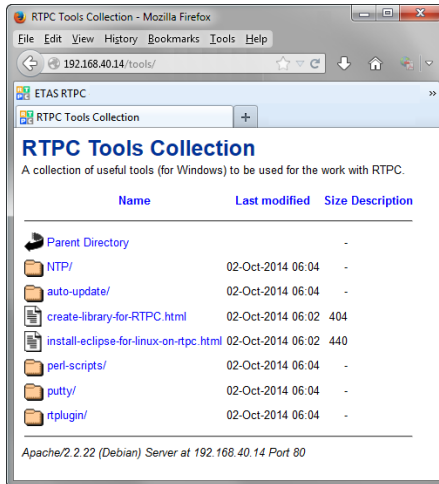 RTPC Tools Collection - Mozilla Firefox
File Edit View History Bookmarks Tools Help
192.168.40.14/tools/
ETAS RTPC »
RTPC Tools Collection +
RTPC Tools Collection
A collection of useful tools (for Windows) to be used for the work with RTPC.
Name Last modified Size Description
Parent Directory -
NTP/ 02-Oct-2014 06:04 -
auto-update/ 02-Oct-2014 06:04 -
create-library-for-RTPC.html 02-Oct-2014 06:02 404
install-eclipse-for-linux-on-rtpc.html 02-Oct-2014 06:02 440
perl-scripts/ 02-Oct-2014 06:04 -
putty/ 02-Oct-2014 06:04 -
rtplugin/ 02-Oct-2014 06:04 -
Apache/2.2.22 (Debian) Server at 192.168.40.14 Port 80